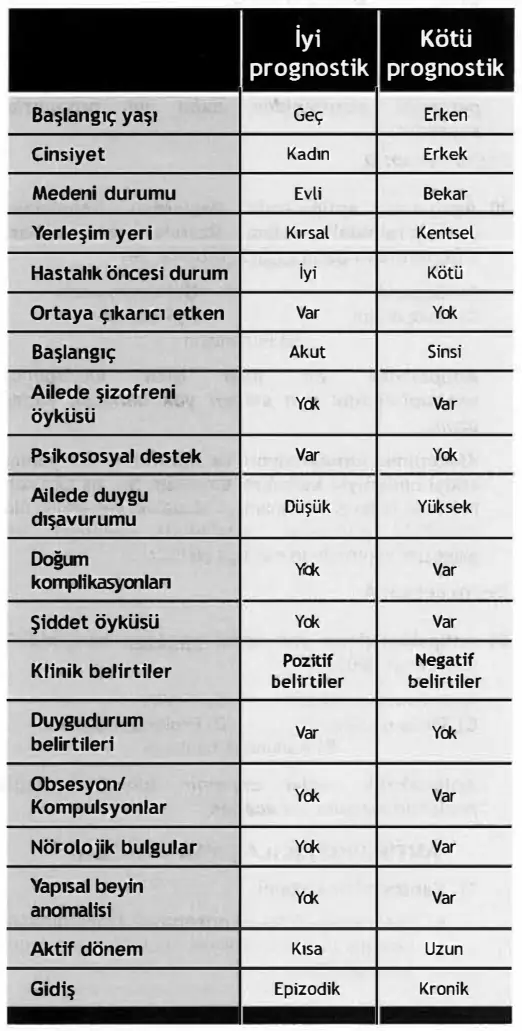 İyi prognostik Kötü prognostik
Başlangıç yaşı Geç Erken
Cinsiyet Kadın Erkek
Medeni durumu Evli Bekar
Yerleşim yeri Kırsal Kentsel
Hastalık öncesi durum İyi Kötü
Ortaya çıkarıcı etken Var Yok
Başlangıç Akut Sinsi
Ailede şizofreni öyküsü Yok Var
Psikososyal destek Var Yok
Ailede duygu dışavurumu Düşük Yüksek
Doğum komplikasyonları Yok Var
Şiddet öyküsü Yok Var
Klinik belirtiler Pozitif belirtiler Negatif belirtiler
Duygudurum belirtileri Var Yok
Obsesyon/ Kompulsyonlar Yok Var
Nörolojik bulgular Yok Var
Yapısal beyin anomalisi Yok Var
Aktif dönem Kısa Uzun
Gidiş Epizodik Kronik